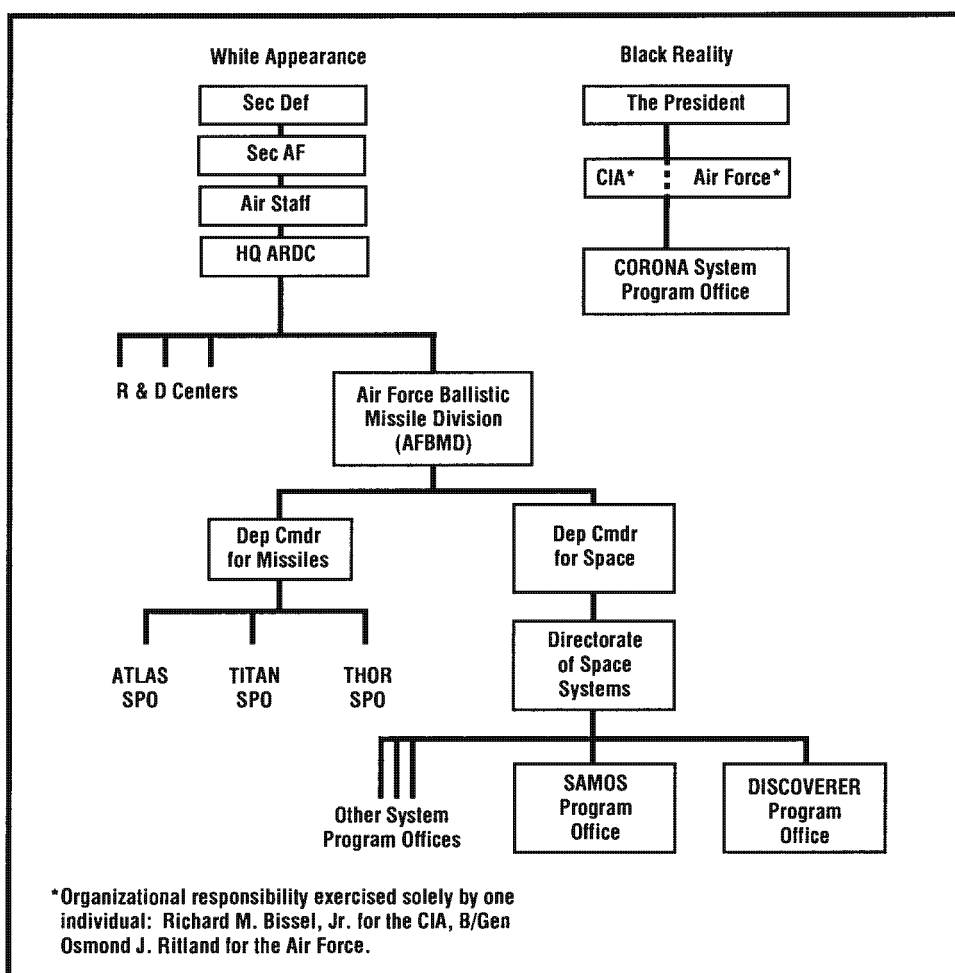 White Appearance
Sec Def
Sec AF
Air Staff
HQ ARDC
R & D Centers
Air Force Ballistic
Missile Division
(AFBMD)
Dep Cmdr
for Missiles
Dep Cmdr
for Space
ATLAS
SPO
TITAN
SPO
THOR
SPO
Directorate
of Space
Systems
Other System
Program Offices
SAMOS
Program
Office
DISCOVERER
Program
Office
Black Reality
The President
CIA*
Air Force*
CORONA System
Program Office
*Organizational responsibility exercised solely by one
individual: Richard M. Bissel, Jr. for the CIA, B/Gen
Osmond J. Ritland for the Air Force.